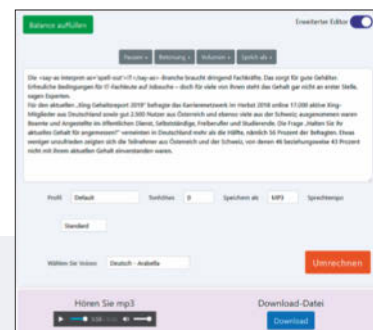 Balance auffüllen
Erweiterter Editor
Pausen
Betonung
Volumen
Sprich als
Die <say-as interpret-as='spell-out'>IT</say-as>-Branche braucht dringend Fachkräfte. Das sorgt für gute Gehälter.
Erfreuliche Bedingungen für IT-Fachleute auf Jobsuche – doch für viele von ihnen steht das Gehalt gar nicht an erster Stelle,
sagen Experten.
Für den aktuellen „Xing Gehaltsreport 2019" befragte das Karrierenetzwerk im Herbst 2018 online 17.000 aktive Xing-
Mitglieder aus Deutschland sowie gut 2.500 Nutzer aus Österreich und ebenso viele aus der Schweiz; ausgenommen waren
Beamte und Angestellte im öffentlichen Dienst, Selbstständige, Freiberufler und Studierende. Die Frage „Halten Sie Ihr
aktuelles Gehalt für angemessen?" verneinten in Deutschland mehr als die Hälfte, nämlich 56 Prozent der Befragten. Etwas
weniger unzufrieden zeigten sich die Teilnehmer aus Österreich und der Schweiz, von denen 46 beziehungsweise 43 Prozent
nicht mit ihrem aktuellen Gehalt einverstanden waren.
Profil Default Tonhöhes 0 Speichern als MP3 Sprechtempo
Standard
Wählen Sie Voices Deutsch - Arabella
Umrechnen
Hören Sie mp3
Download-Datei
Download